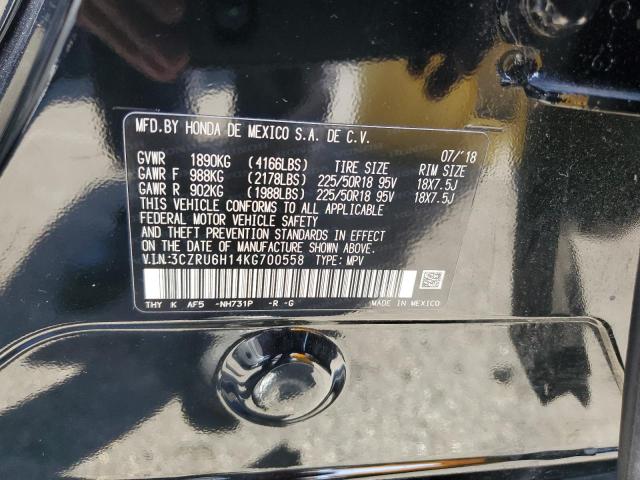 MFD.BY HONDA DE MEXICO S.A. DE C.V.
07/'18
GVWR 1890KG (4166LBS) TIRE SIZE RIM SIZE
GAWR F 988KG (2178LBS) 225/50R18 95V 18X7.5J
GAWR R 902KG (1988LBS) 225/50R18 95V 18X7.5J
THIS VEHICLE CONFORMS TO ALL APPLICABLE
FEDERAL MOTOR VEHICLE SAFETY
AND THEFT PREVENTION STANDARDS IN EFFECT
ON THE DATE OF MANUFACTURE SHOWN ABOVE.
V.I.N:3CZRU6H14KG700558 TYPE: MPV
THY K AF5 -NH731P -R -G MADE IN MEXICO